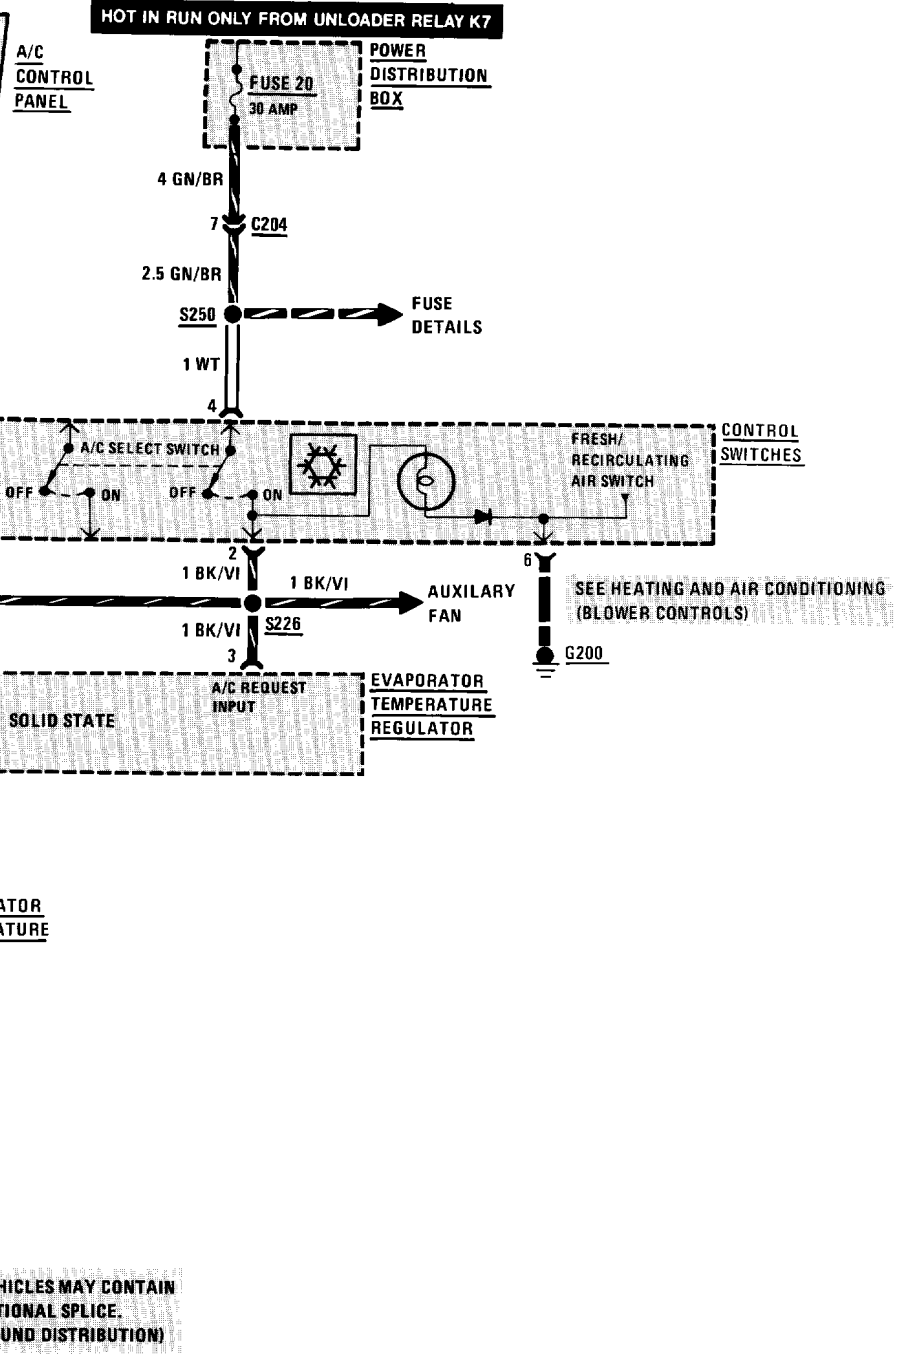 HOT IN RUN ONLY FROM UNLOADER RELAY K7
A/C
CONTROL
PANEL
FUSE 20
30 AMP
POWER
DISTRIBUTION
BOX
4 GN/BR
7
C204
2.5 GN/BR
S250
FUSE
DETAILS
1 WT
4
A/C SELECT SWITCH
OFF
ON
OFF
ON
FRESH/
RECIRCULATING
AIR SWITCH
CONTROL
SWITCHES
2
1 BK/VI
1 BK/VI
AUXILARY
FAN
6
SEE HEATING AND AIR CONDITIONING
(BLOWER CONTROLS)
1 BK/VI
S226
3
G200
A/C REQUEST
INPUT
SOLID STATE
EVAPORATOR
TEMPERATURE
REGULATOR
ATOR
ATURE
HICLES MAY CONTAIN
TIONAL SPLICE.
UND DISTRIBUTION)